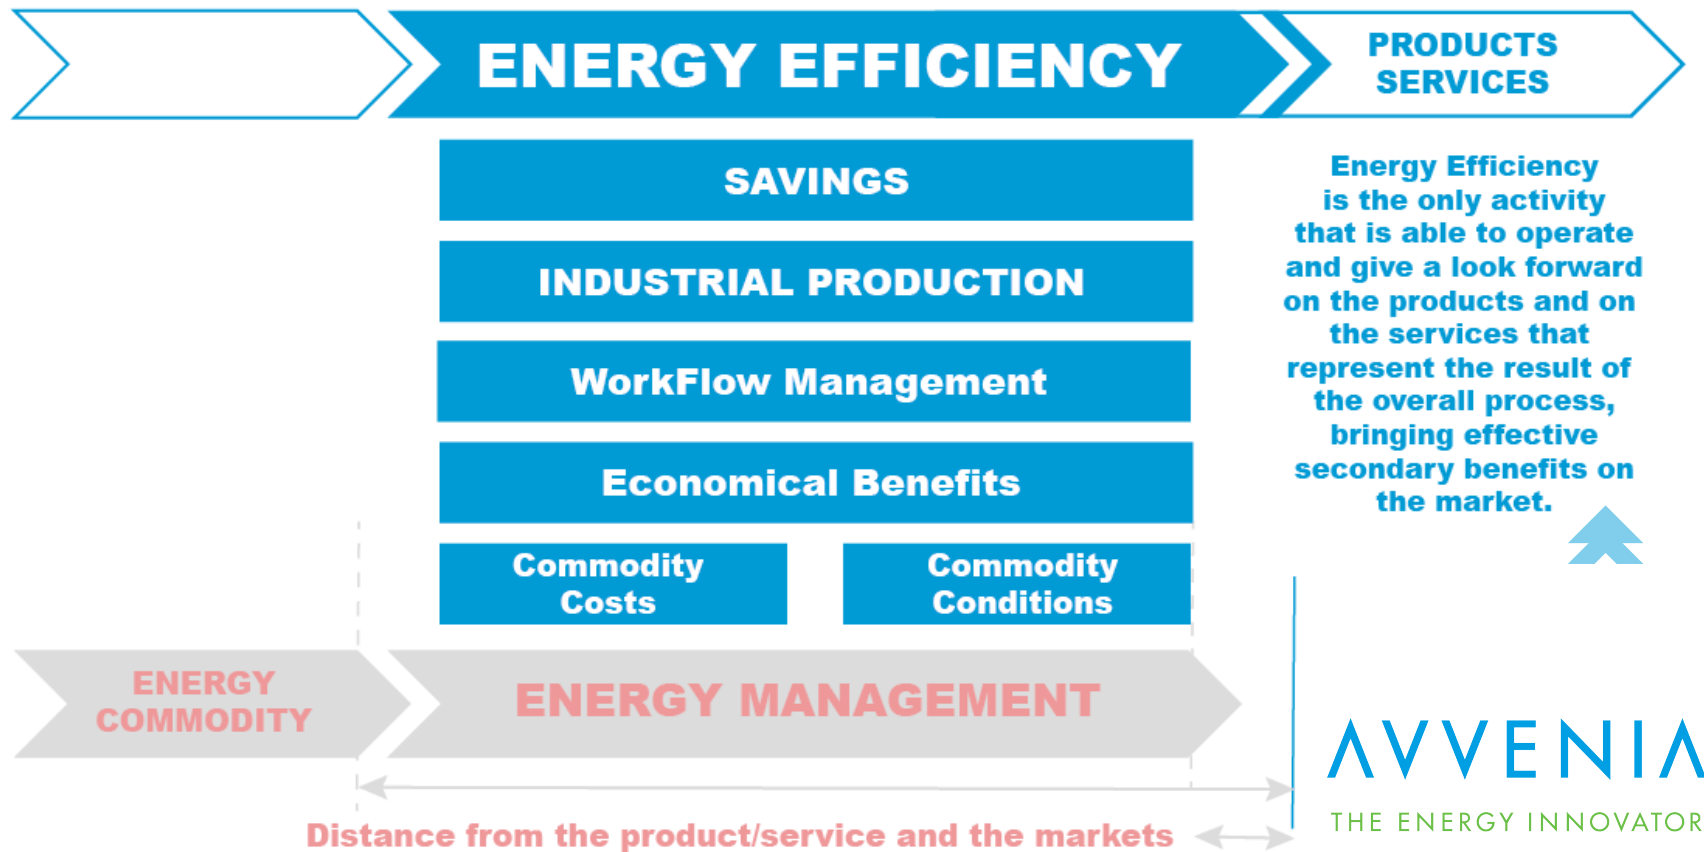 ENERGY EFFICIENCY
PRODUCTS
SERVICES
SAVINGS
INDUSTRIAL PRODUCTION
WorkFlow Management
Economical Benefits
Commodity
Costs
Commodity
Conditions
Energy Efficiency
is the only activity
that is able to operate
and give a look forward
on the products and on
the services that
represent the result of
the overall process,
bringing effective
secondary benefits on
the market.
ENERGY
COMMODITY
ENERGY MANAGEMENT
Distance from the product/service and the markets
AVVENIA
THE ENERGY INNOVATOR